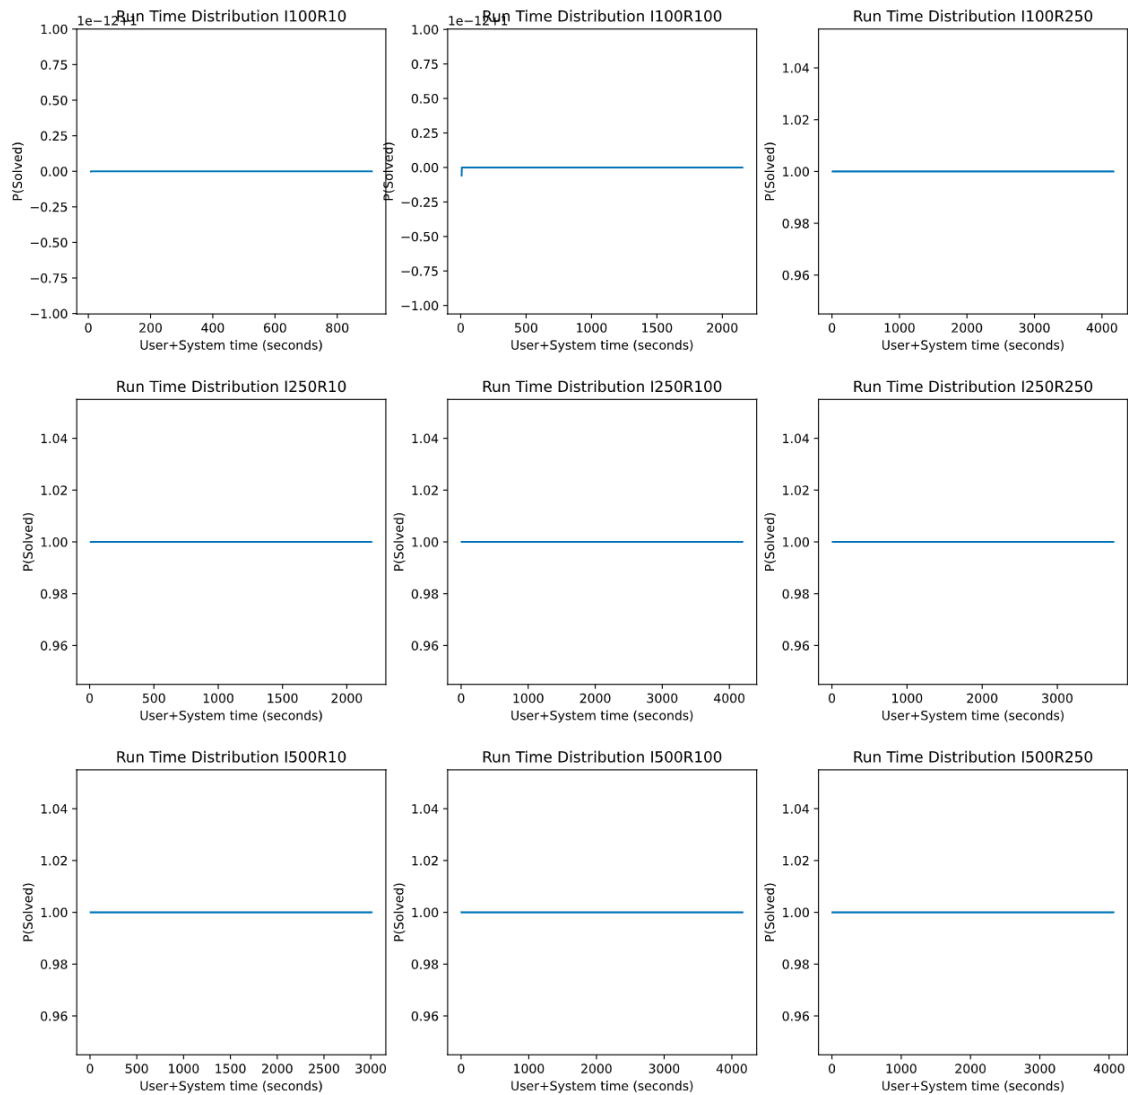 Run Time Distribution I100R10
1e−12+1
1.00
0.75
0.50
0.25
0.00
−0.25
−0.50
−0.75
−1.00
P(Solved)
0 200 400 600 800
User+System time (seconds)
Run Time Distribution I100R100
1e−12+1
1.00
0.75
0.50
0.25
0.00
−0.25
−0.50
−0.75
−1.00
P(Solved)
0 500 1000 1500 2000
User+System time (seconds)
Run Time Distribution I100R250
1.04
1.02
1.00
0.98
0.96
P(Solved)
0 1000 2000 3000 4000
User+System time (seconds)
Run Time Distribution I250R10
1.04
1.02
1.00
0.98
0.96
P(Solved)
0 500 1000 1500 2000
User+System time (seconds)
Run Time Distribution I250R100
1.04
1.02
1.00
0.98
0.96
P(Solved)
0 1000 2000 3000 4000
User+System time (seconds)
Run Time Distribution I250R250
1.04
1.02
1.00
0.98
0.96
P(Solved)
0 1000 2000 3000
User+System time (seconds)
Run Time Distribution I500R10
1.04
1.02
1.00
0.98
0.96
P(Solved)
0 500 1000 1500 2000 2500 3000
User+System time (seconds)
Run Time Distribution I500R100
1.04
1.02
1.00
0.98
0.96
P(Solved)
0 1000 2000 3000 4000
User+System time (seconds)
Run Time Distribution I500R250
1.04
1.02
1.00
0.98
0.96
P(Solved)
0 1000 2000 3000 4000
User+System time (seconds)